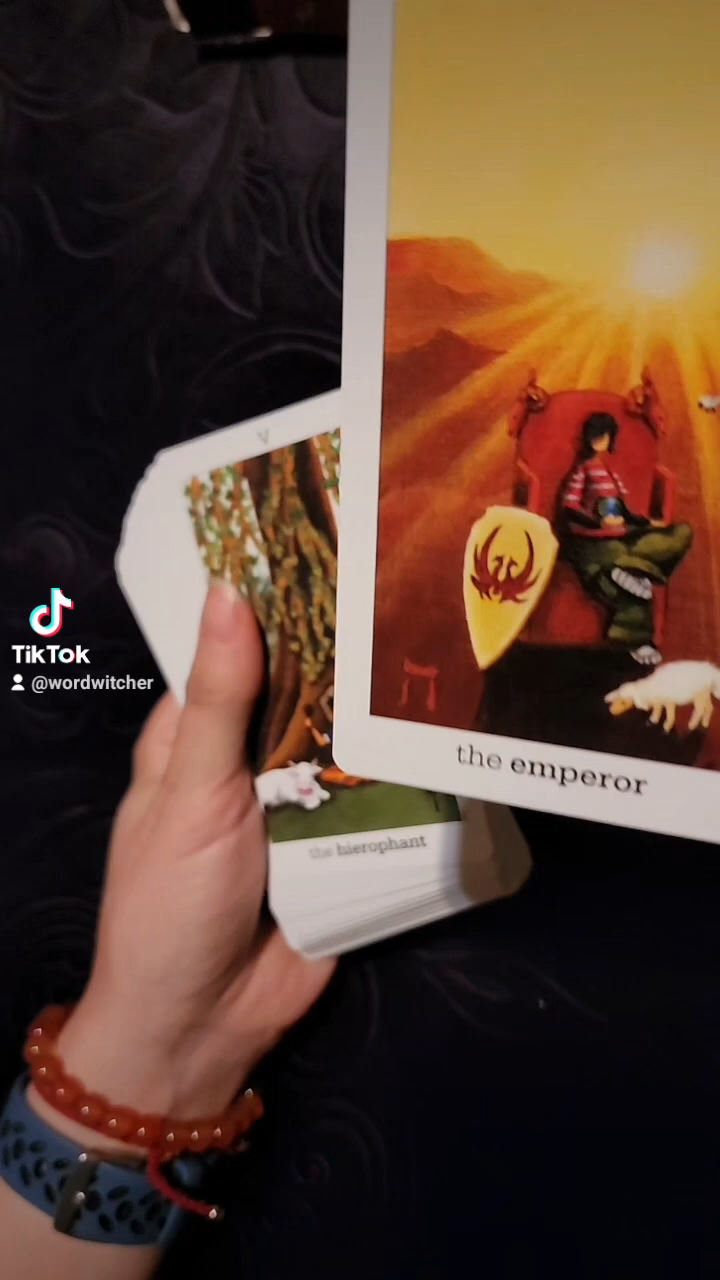 V
TikTok
@wordwitcher
ה
the emperor
the hierophant